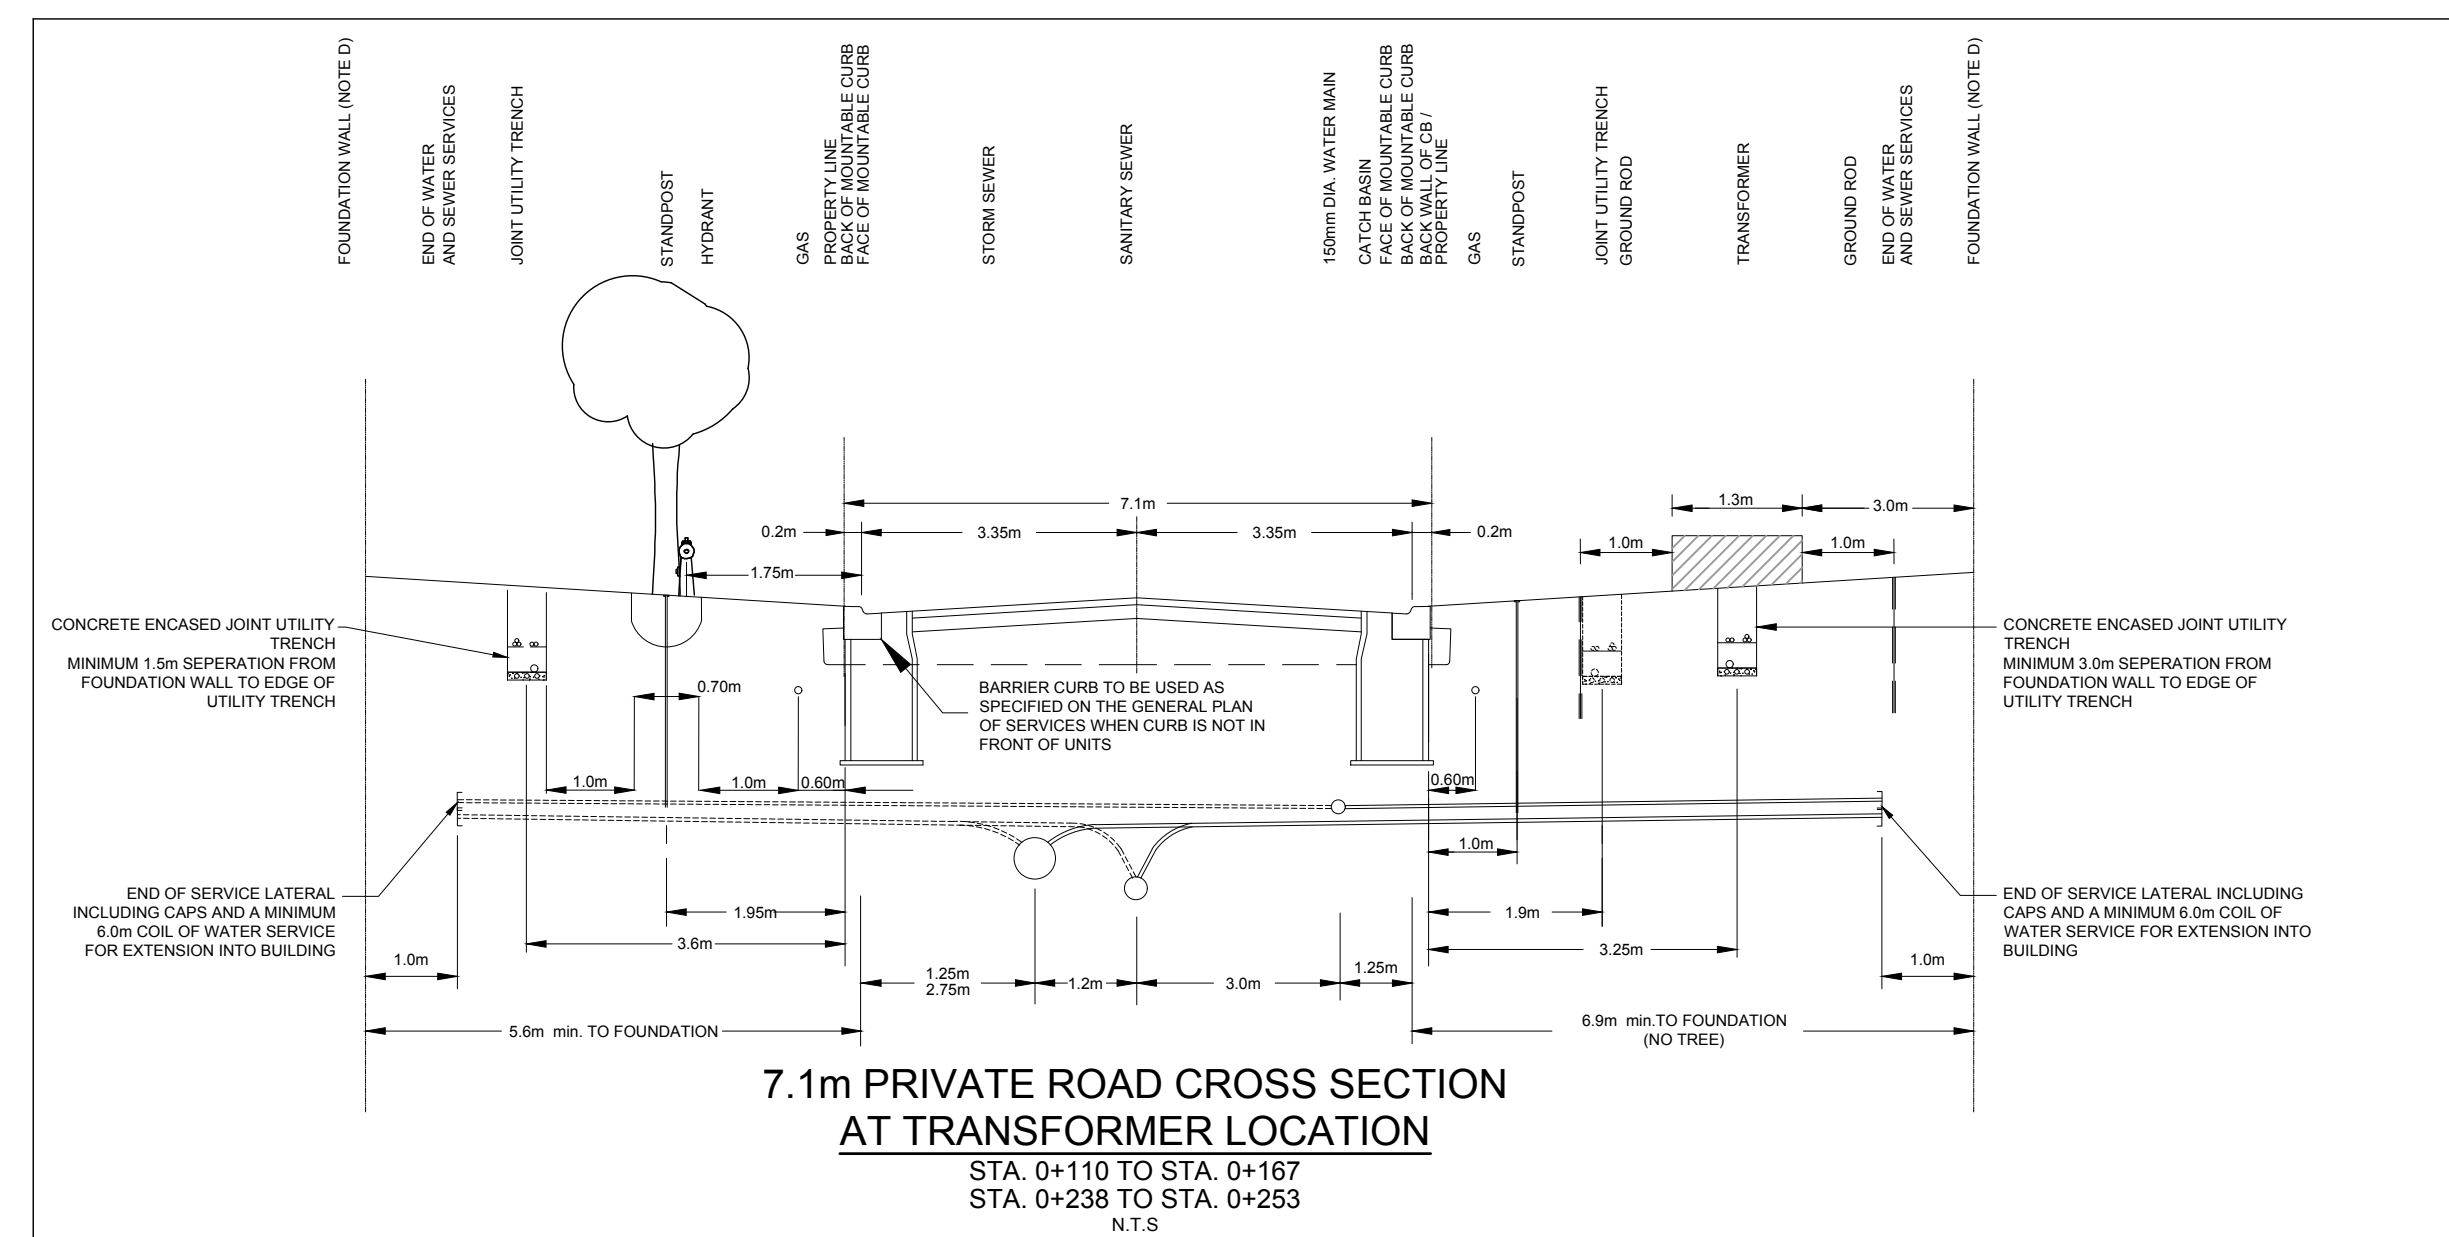 FOUNDATION WALL (NOTE D)
END OF WATER
AND SEWER SERVICES
JOINT UTILITY TRENCH
STANDPOST
HYDRANT
GAS
PROPERTY LINE
BACK OF MOUNTABLE CURB
FACE OF MOUNTABLE CURB
STORM SEWER
SANITARY SEWER
150mm DIA. WATER MAIN
CATCH BASIN
FACE OF MOUNTABLE CURB
BACK OF MOUNTABLE CURB
BACK WALL OF CB /
PROPERTY LINE
GAS
STANDPOST
JOINT UTILITY TRENCH
GROUND ROD
TRANSFORMER
GROUND ROD
END OF WATER
AND SEWER SERVICES
FOUNDATION WALL (NOTE D)
7.1m
1.3m
3.0m
0.2m
3.35m
3.35m
0.2m
1.0m
1.0m
1.75m
CONCRETE ENCASED JOINT UTILITY
TRENCH
MINIMUM 1.5m SEPERATION FROM
FOUNDATION WALL TO EDGE OF
UTILITY TRENCH
0.70m
BARRIER CURB TO BE USED AS
SPECIFIED ON THE GENERAL PLAN
OF SERVICES WHEN CURB IS NOT IN
FRONT OF UNITS
CONCRETE ENCASED JOINT UTILITY
TRENCH
MINIMUM 3.0m SEPERATION FROM
FOUNDATION WALL TO EDGE OF
UTILITY TRENCH
1.0m
1.0m
0.60m
0.60m
1.0m
END OF SERVICE LATERAL
INCLUDING CAPS AND A MINIMUM
6.0m COIL OF WATER SERVICE
FOR EXTENSION INTO BUILDING
END OF SERVICE LATERAL INCLUDING
CAPS AND A MINIMUM 6.0m COIL OF
WATER SERVICE FOR EXTENSION INTO
BUILDING
1.95m
1.9m
3.6m
3.25m
1.0m
1.25m
2.75m
1.2m
3.0m
1.25m
1.0m
5.6m min. TO FOUNDATION
6.9m min.TO FOUNDATION
(NO TREE)
7.1m PRIVATE ROAD CROSS SECTION
AT TRANSFORMER LOCATION
STA. 0+110 TO STA. 0+167
STA. 0+238 TO STA. 0+253
N.T.S